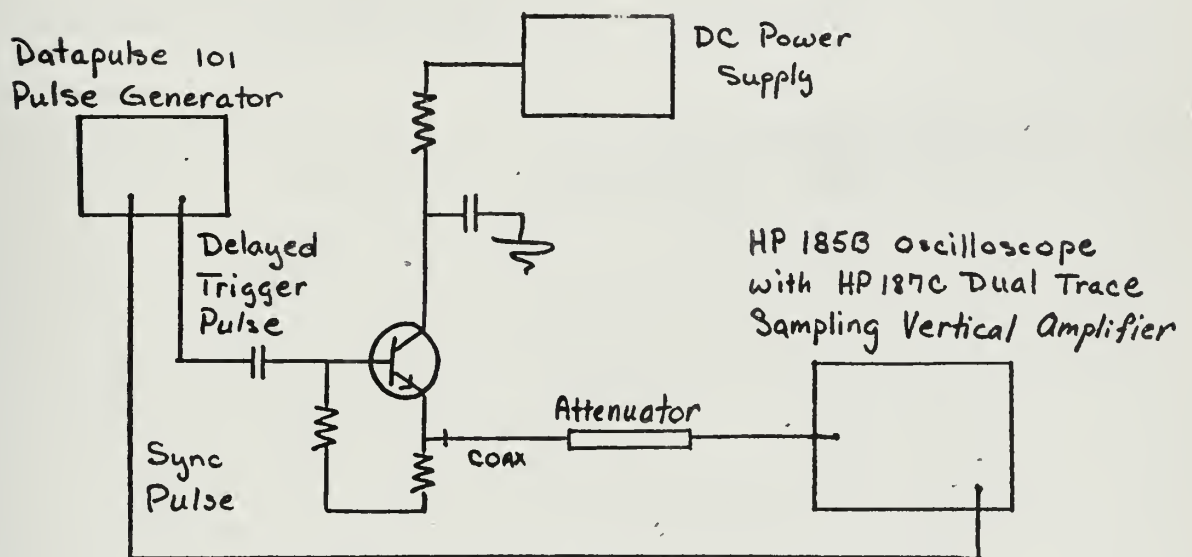 Datapulse 101
Pulse Generator
DC Power
Supply
Delayed
Trigger
Pulse
HP 185B oscilloscope
with HP 187C Dual Trace
Sampling Vertical Amplifier
Attenuator
COAX
Sync
Pulse